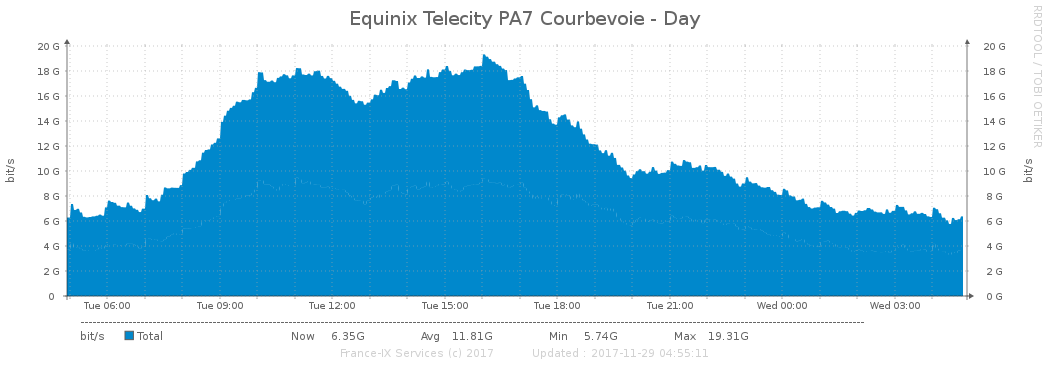 Equinix Telecity PA7 Courbevoie - Day
RRDTOOL / TOBI OETIKER
20 G 20 G
18 G 18 G
16 G 16 G
14 G 14 G
12 G 12 G
10 G 10 G
8 G 8 G
6 G 6 G
4 G 4 G
2 G 2 G
0 0 G
bit/s bit/s
Tue 06:00 Tue 09:00 Tue 12:00 Tue 15:00 Tue 18:00 Tue 21:00 Wed 00:00 Wed 03:00
bit/s Total Now 6.35G Avg 11.81G Min 5.74G Max 19.31G
France-IX Services (c) 2017 Updated : 2017-11-29 04:55:11